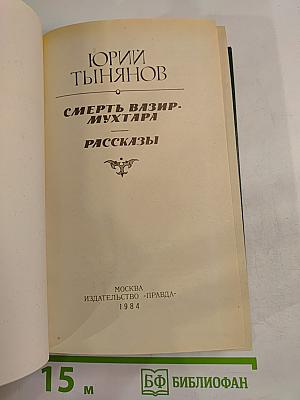 ЮРИЙ
ТЫНЯНОВ
СМЕРТЬ ВАЗИР-
МУХТАРА
РАССКАЗЫ
МОСКВА
ИЗДАТЕЛЬСТВО «ПРАВДА»
1984
15 м
БФ БИБЛИОФАН